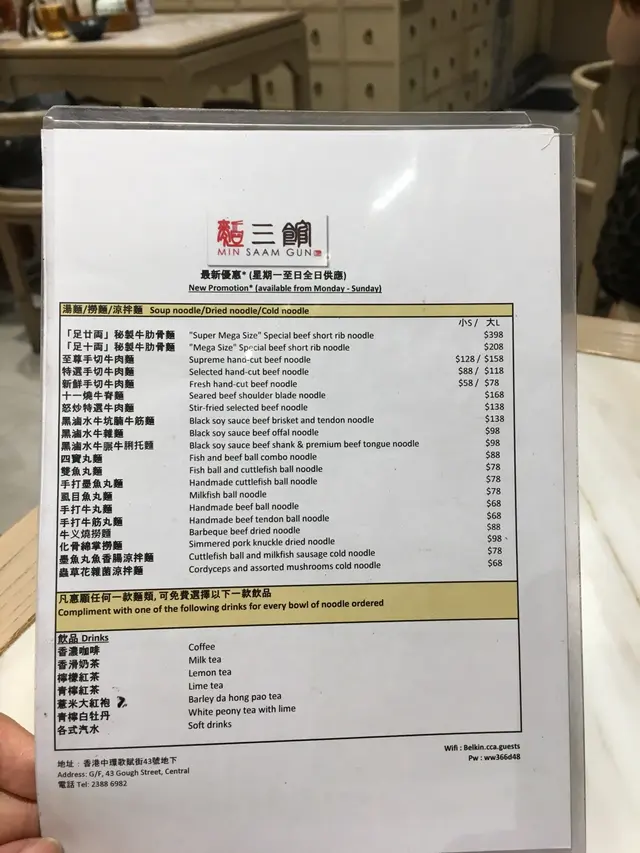 麵三館
MIN SAAM GUN
最新優惠* (星期一至日全日供應)
New Promotion* (available from Monday - Sunday)
湯麵/撈麵/涼拌麵 Soup noodle/Dried noodle/Cold noodle
小S / 大L
「足廿両」秘製牛肋骨麵 "Super Mega Size" Special beef short rib noodle $398
「足十両」秘製牛肋骨麵 "Mega Size" Special beef short rib noodle $208
至尊手切牛肉麵 Supreme hand-cut beef noodle $128 / $158
特選手切牛肉麵 Selected hand-cut beef noodle $88 / $118
新鮮手切牛肉麵 Fresh hand-cut beef noodle $58 / $78
十一燒牛脊麵 Seared beef shoulder blade noodle $168
怒炒特選牛肉麵 Stir-fried selected beef noodle $138
黑滷水牛坑腩牛筋麵 Black soy sauce beef brisket and tendon noodle $138
黑滷水牛雜麵 Black soy sauce beef offal noodle $98
黑滷水牛𦟌牛脷托麵 Black soy sauce beef shank & premium beef tongue noodle $98
四寶丸麵 Fish and beef ball combo noodle $88
雙魚丸麵 Fish ball and cuttlefish ball noodle $78
手打墨魚丸麵 Handmade cuttlefish ball noodle $78
虱目魚丸麵 Milkfish ball noodle $78
手打牛丸麵 Handmade beef ball noodle $68
手打牛筋丸麵 Handmade beef tendon ball noodle $68
牛义燒撈麵 Barbeque beef dried noodle $88
化骨綿掌撈麵 Simmered pork knuckle dried noodle $98
墨魚丸魚香腸涼拌麵 Cuttlefish ball and milkfish sausage cold noodle $78
蟲草花雜菌涼拌麵 Cordyceps and assorted mushrooms cold noodle $68
凡惠顧任何一款麵類, 可免費選擇以下一款飲品
Compliment with one of the following drinks for every bowl of noodle ordered
飲品 Drinks
香濃咖啡 Coffee
香滑奶茶 Milk tea
檸檬紅茶 Lemon tea
青檸紅茶 Lime tea
薏米大紅袍 Barley da hong pao tea
青檸白牡丹 White peony tea with lime
各式汽水 Soft drinks
Wifi : Belkin.cca.guests
Pw : ww366d48
地址：香港中環歌賦街43號地下
Address: G/F, 43 Gough Street, Central
電話 Tel: 2388 6982